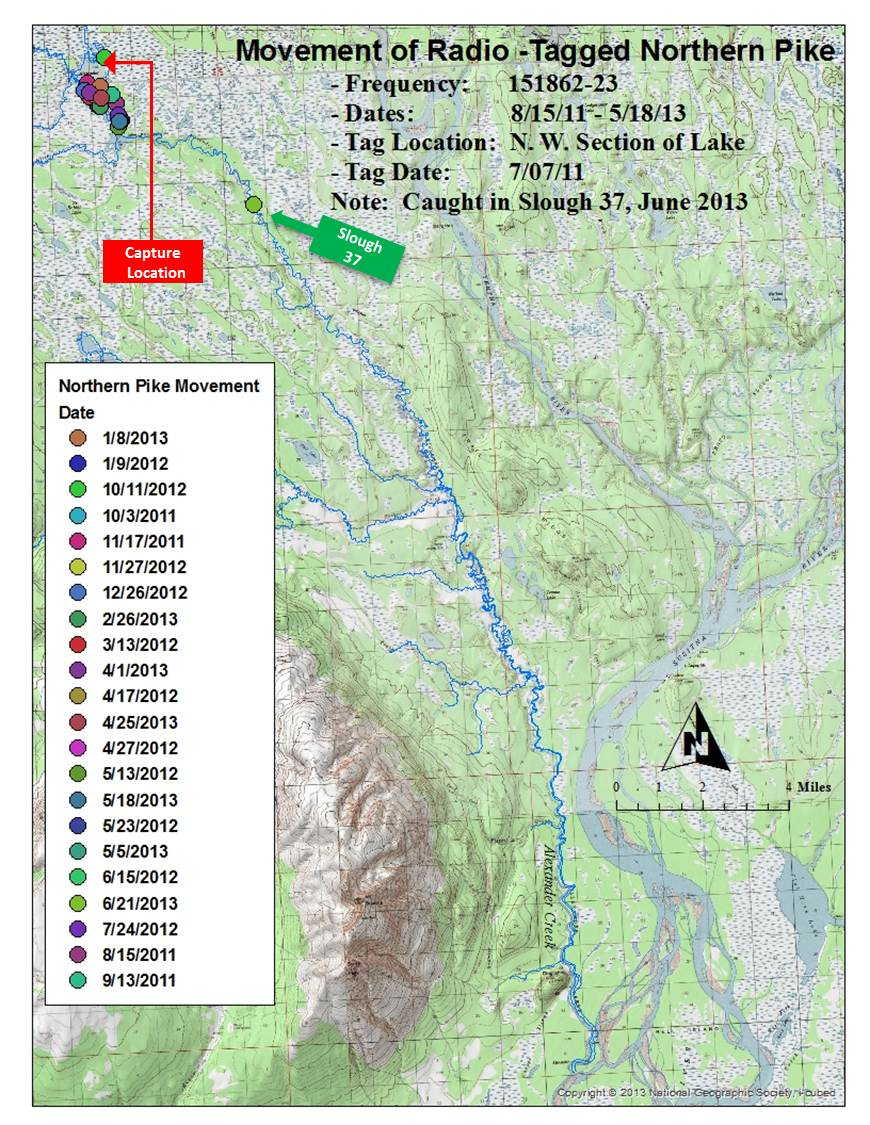 Movement of Radio -Tagged Northern Pike
- Frequency: 151862-23
- Dates: 8/15/11 - 5/18/13
- Tag Location: N. W. Section of Lake
- Tag Date: 7/07/11
Note: Caught in Slough 37, June 2013
Slough
37
Capture
Location
Northern Pike Movement
Date
1/8/2013
1/9/2012
10/11/2012
10/3/2011
11/17/2011
11/27/2012
12/26/2012
2/26/2013
3/13/2012
4/1/2013
4/17/2012
4/25/2013
4/27/2012
5/13/2012
5/18/2013
5/23/2012
5/5/2013
6/15/2012
6/21/2013
7/24/2012
8/15/2011
9/13/2011
RIVER
RIVER
SUSITNA
N
0 1 2 4 Miles
Alexander Creek
BELL ISLAND
Copyright © 2013 National Geographic Society, i-cubed